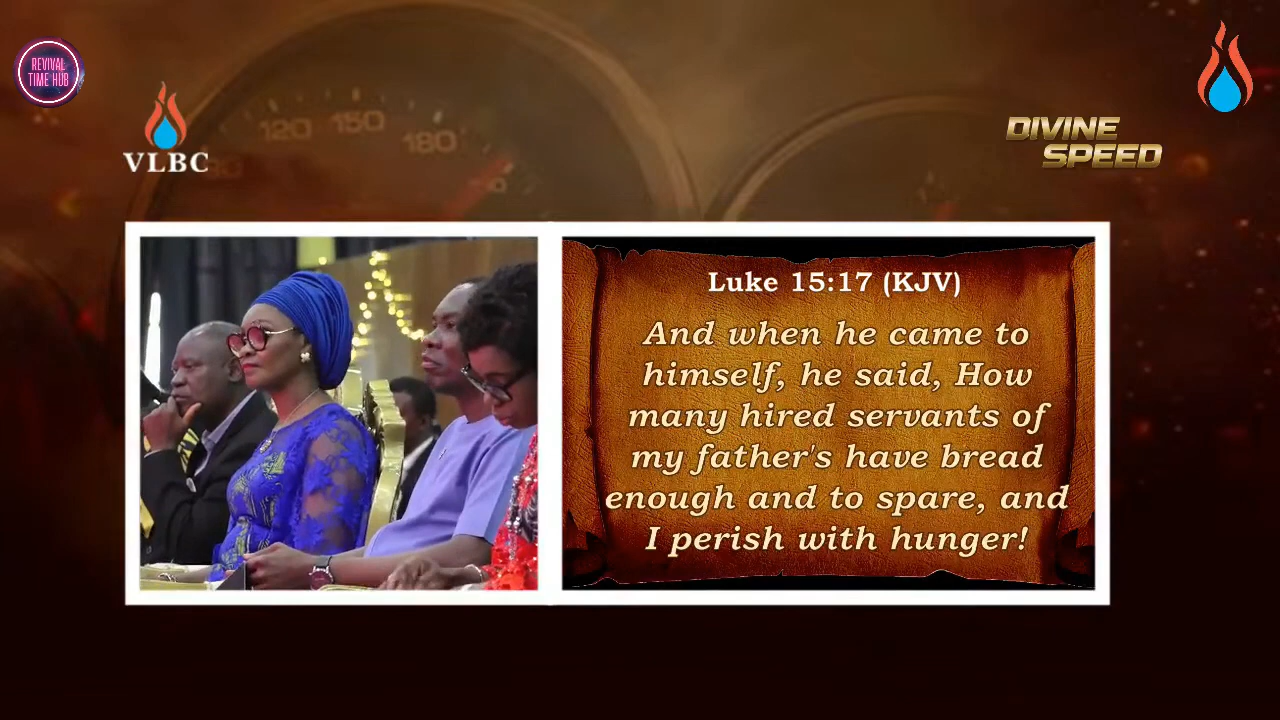 REVIVAL
TIME HUB
VLBC
120 150 180
DIVINE
SPEED
Luke 15:17 (KJV)
And when he came to
himself, he said, How
many hired servants of
my father's have bread
enough and to spare, and
I perish with hunger!